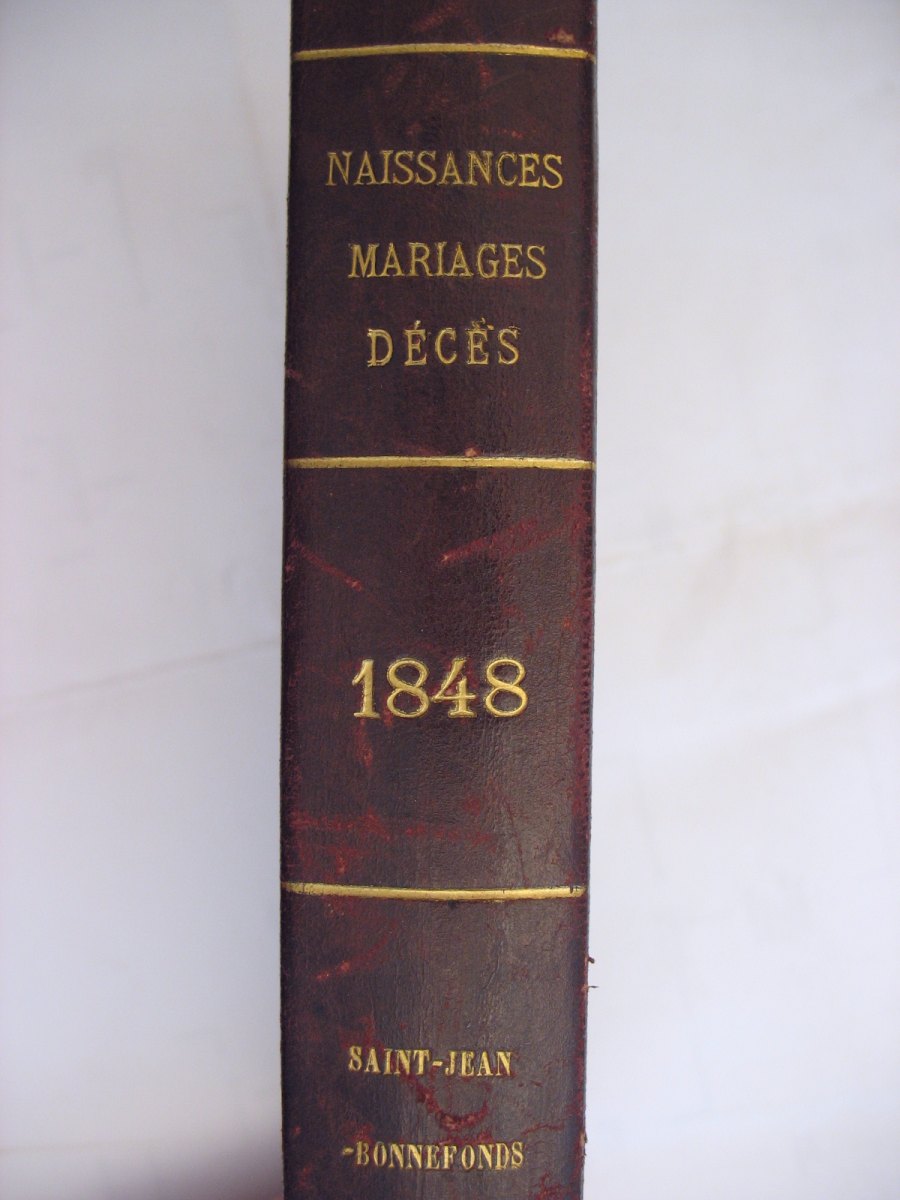 NAISSANCES
MARIAGES
DÉCÈS
1848
SAINT-JEAN
-BONNEFONDS